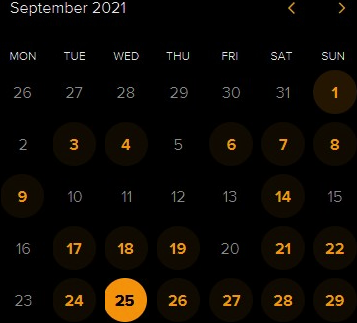 September 2021
MON TUE WED THU FRI SAT SUN
26 27 28 29 30 31 1
2 3 4 5 6 7 8
9 10 11 12 13 14 15
16 17 18 19 20 21 22
23 24 25 26 27 28 29